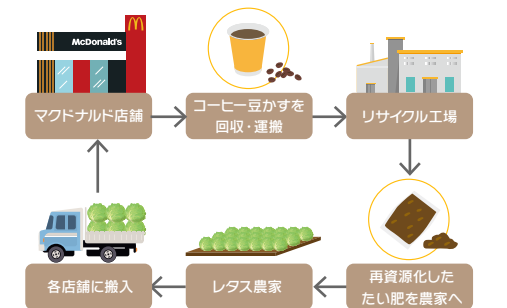 McDonald's
マクドナルド店舗
コーヒー豆かすを
回収・運搬
リサイクル工場
再資源化した
たい肥を農家へ
レタス農家
各店舗に搬入